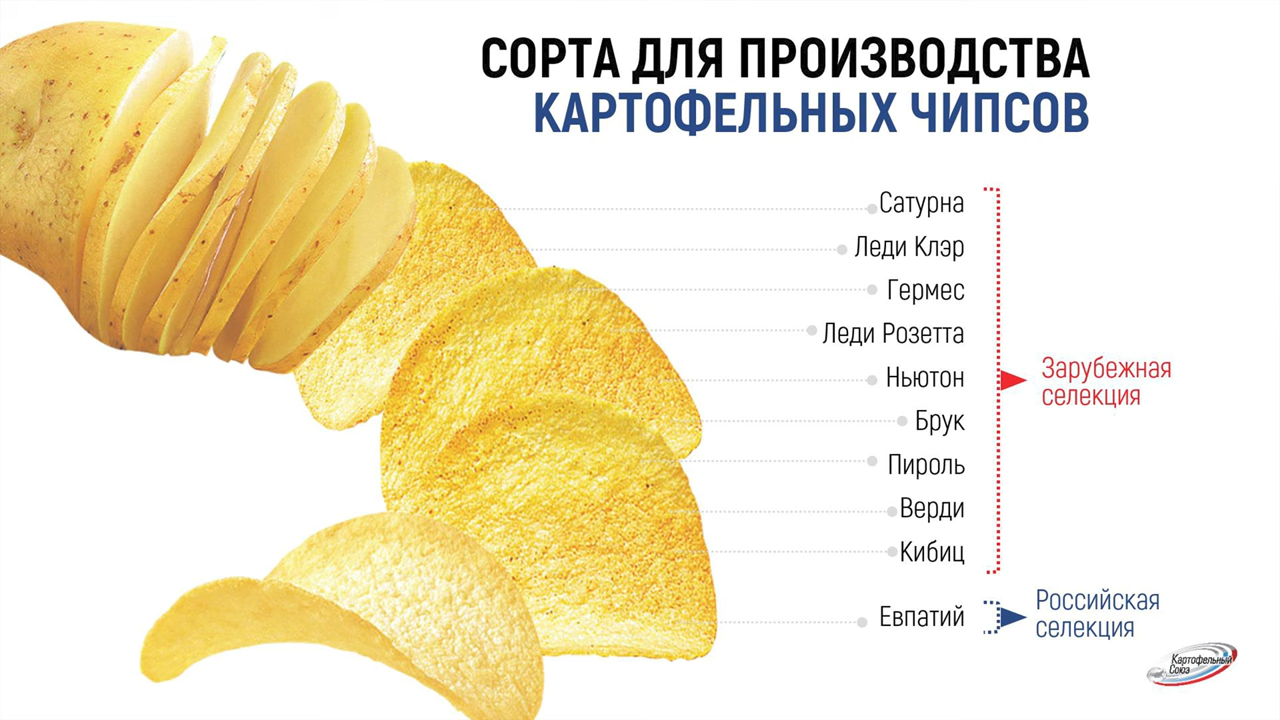 СОРТА ДЛЯ ПРОИЗВОДСТВА
КАРТОФЕЛЬНЫХ ЧИПСОВ
Сатурна
Леди Клэр
Гермес
Леди Розетта
Ньютон
Брук
Пироль
Верди
Кибиц
Зарубежная
селекция
Евпатий
Российская
селекция
Картофельный
Союз